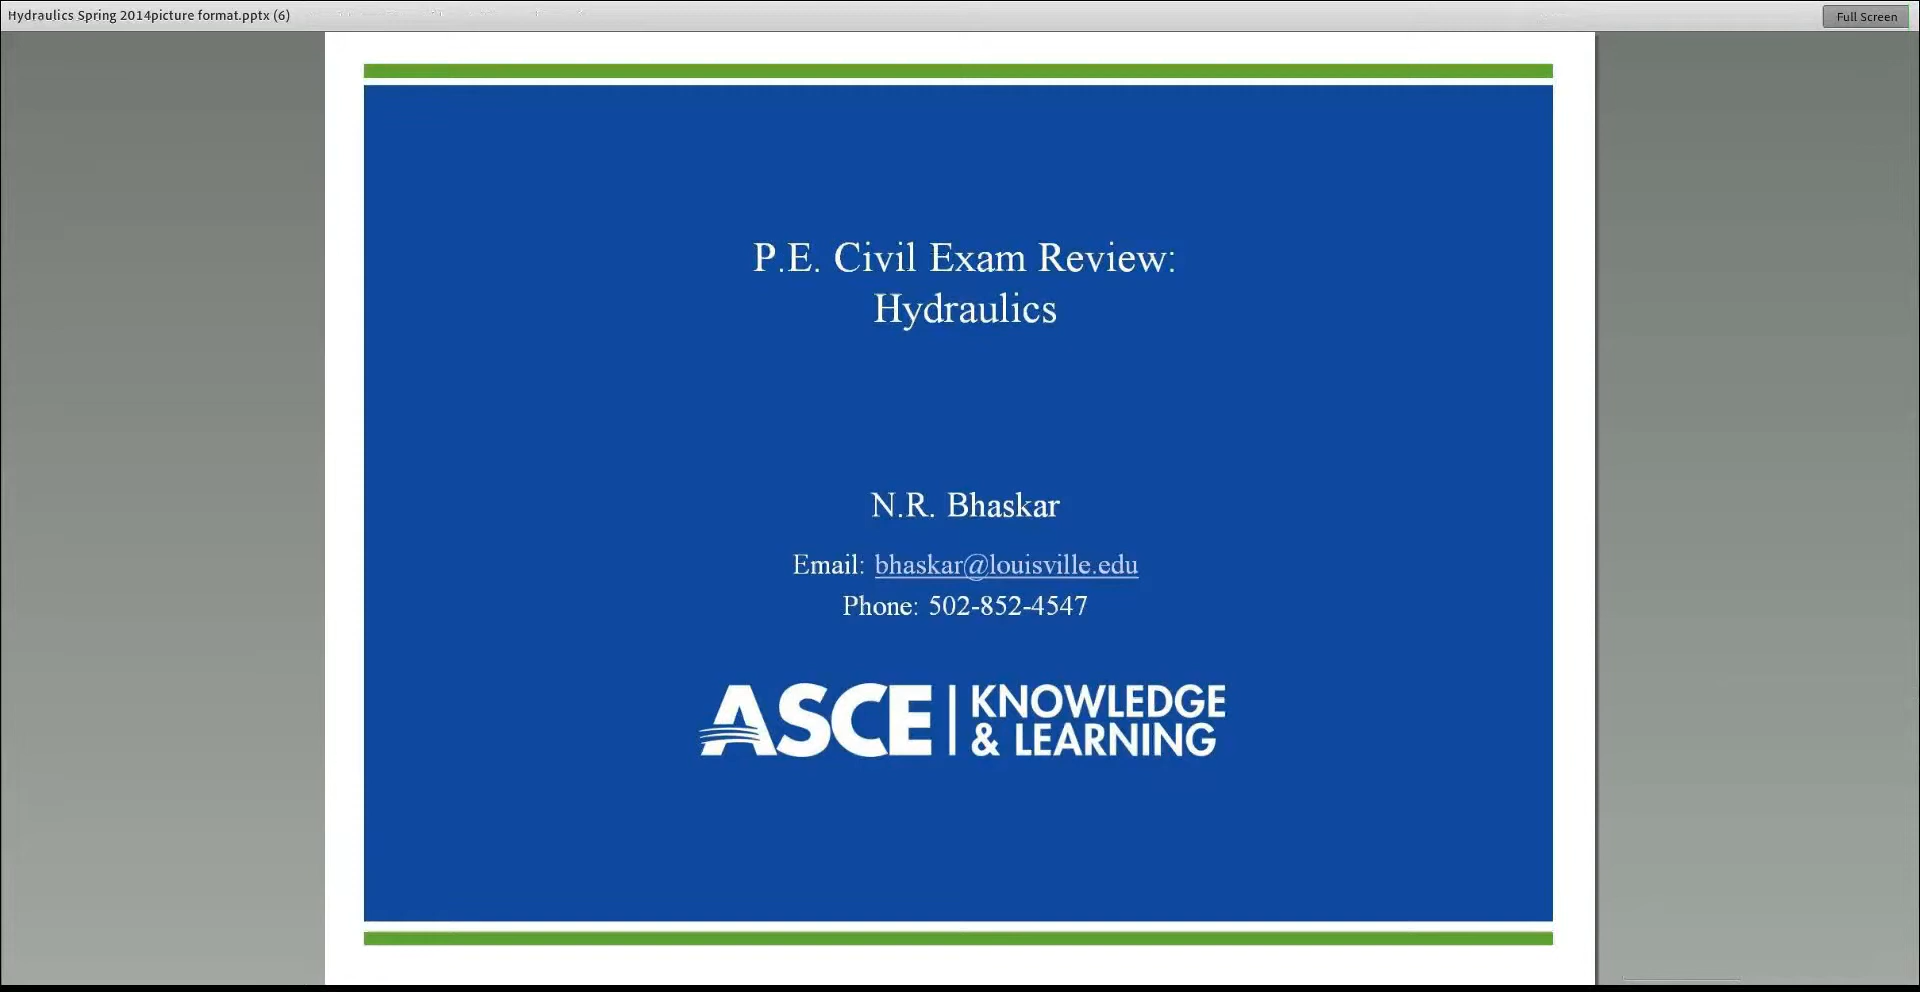 Hydraulics Spring 2014picture format.pptx (6)
Full Screen
P.E. Civil Exam Review:
Hydraulics
N.R. Bhaskar
Email: bhaskar@louisville.edu
Phone: 502-852-4547
ASCE | KNOWLEDGE
& LEARNING